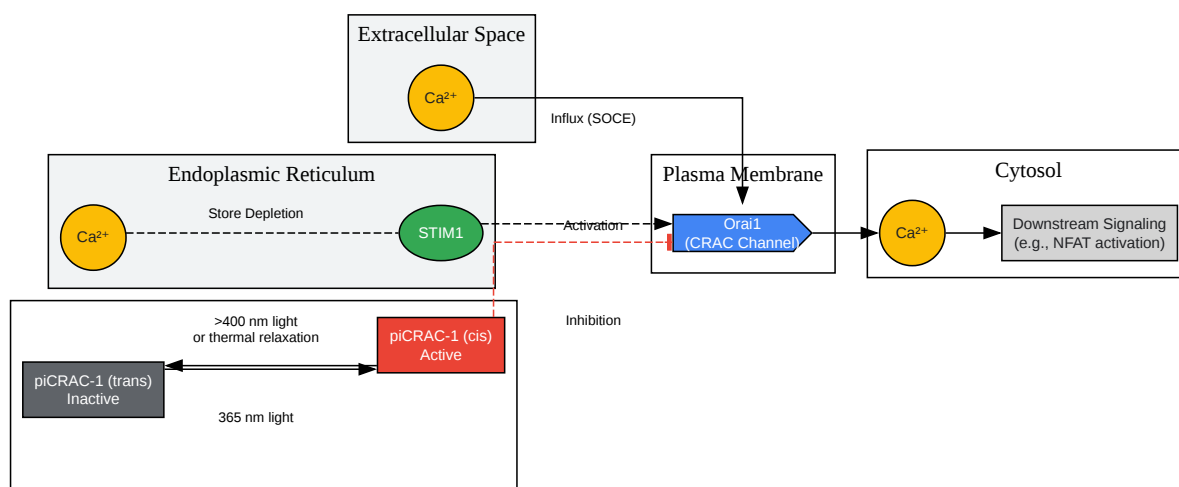 Extracellular Space
Ca²⁺
Influx (SOCE)
Endoplasmic Reticulum
Store Depletion
Ca²⁺
STIM1
Activation
Plasma Membrane
Orai1
(CRAC Channel)
Cytosol
Ca²⁺
Downstream Signaling
(e.g., NFAT activation)
Inhibition
>400 nm light
or thermal relaxation
piCRAC-1 (cis)
Active
piCRAC-1 (trans)
Inactive
365 nm light